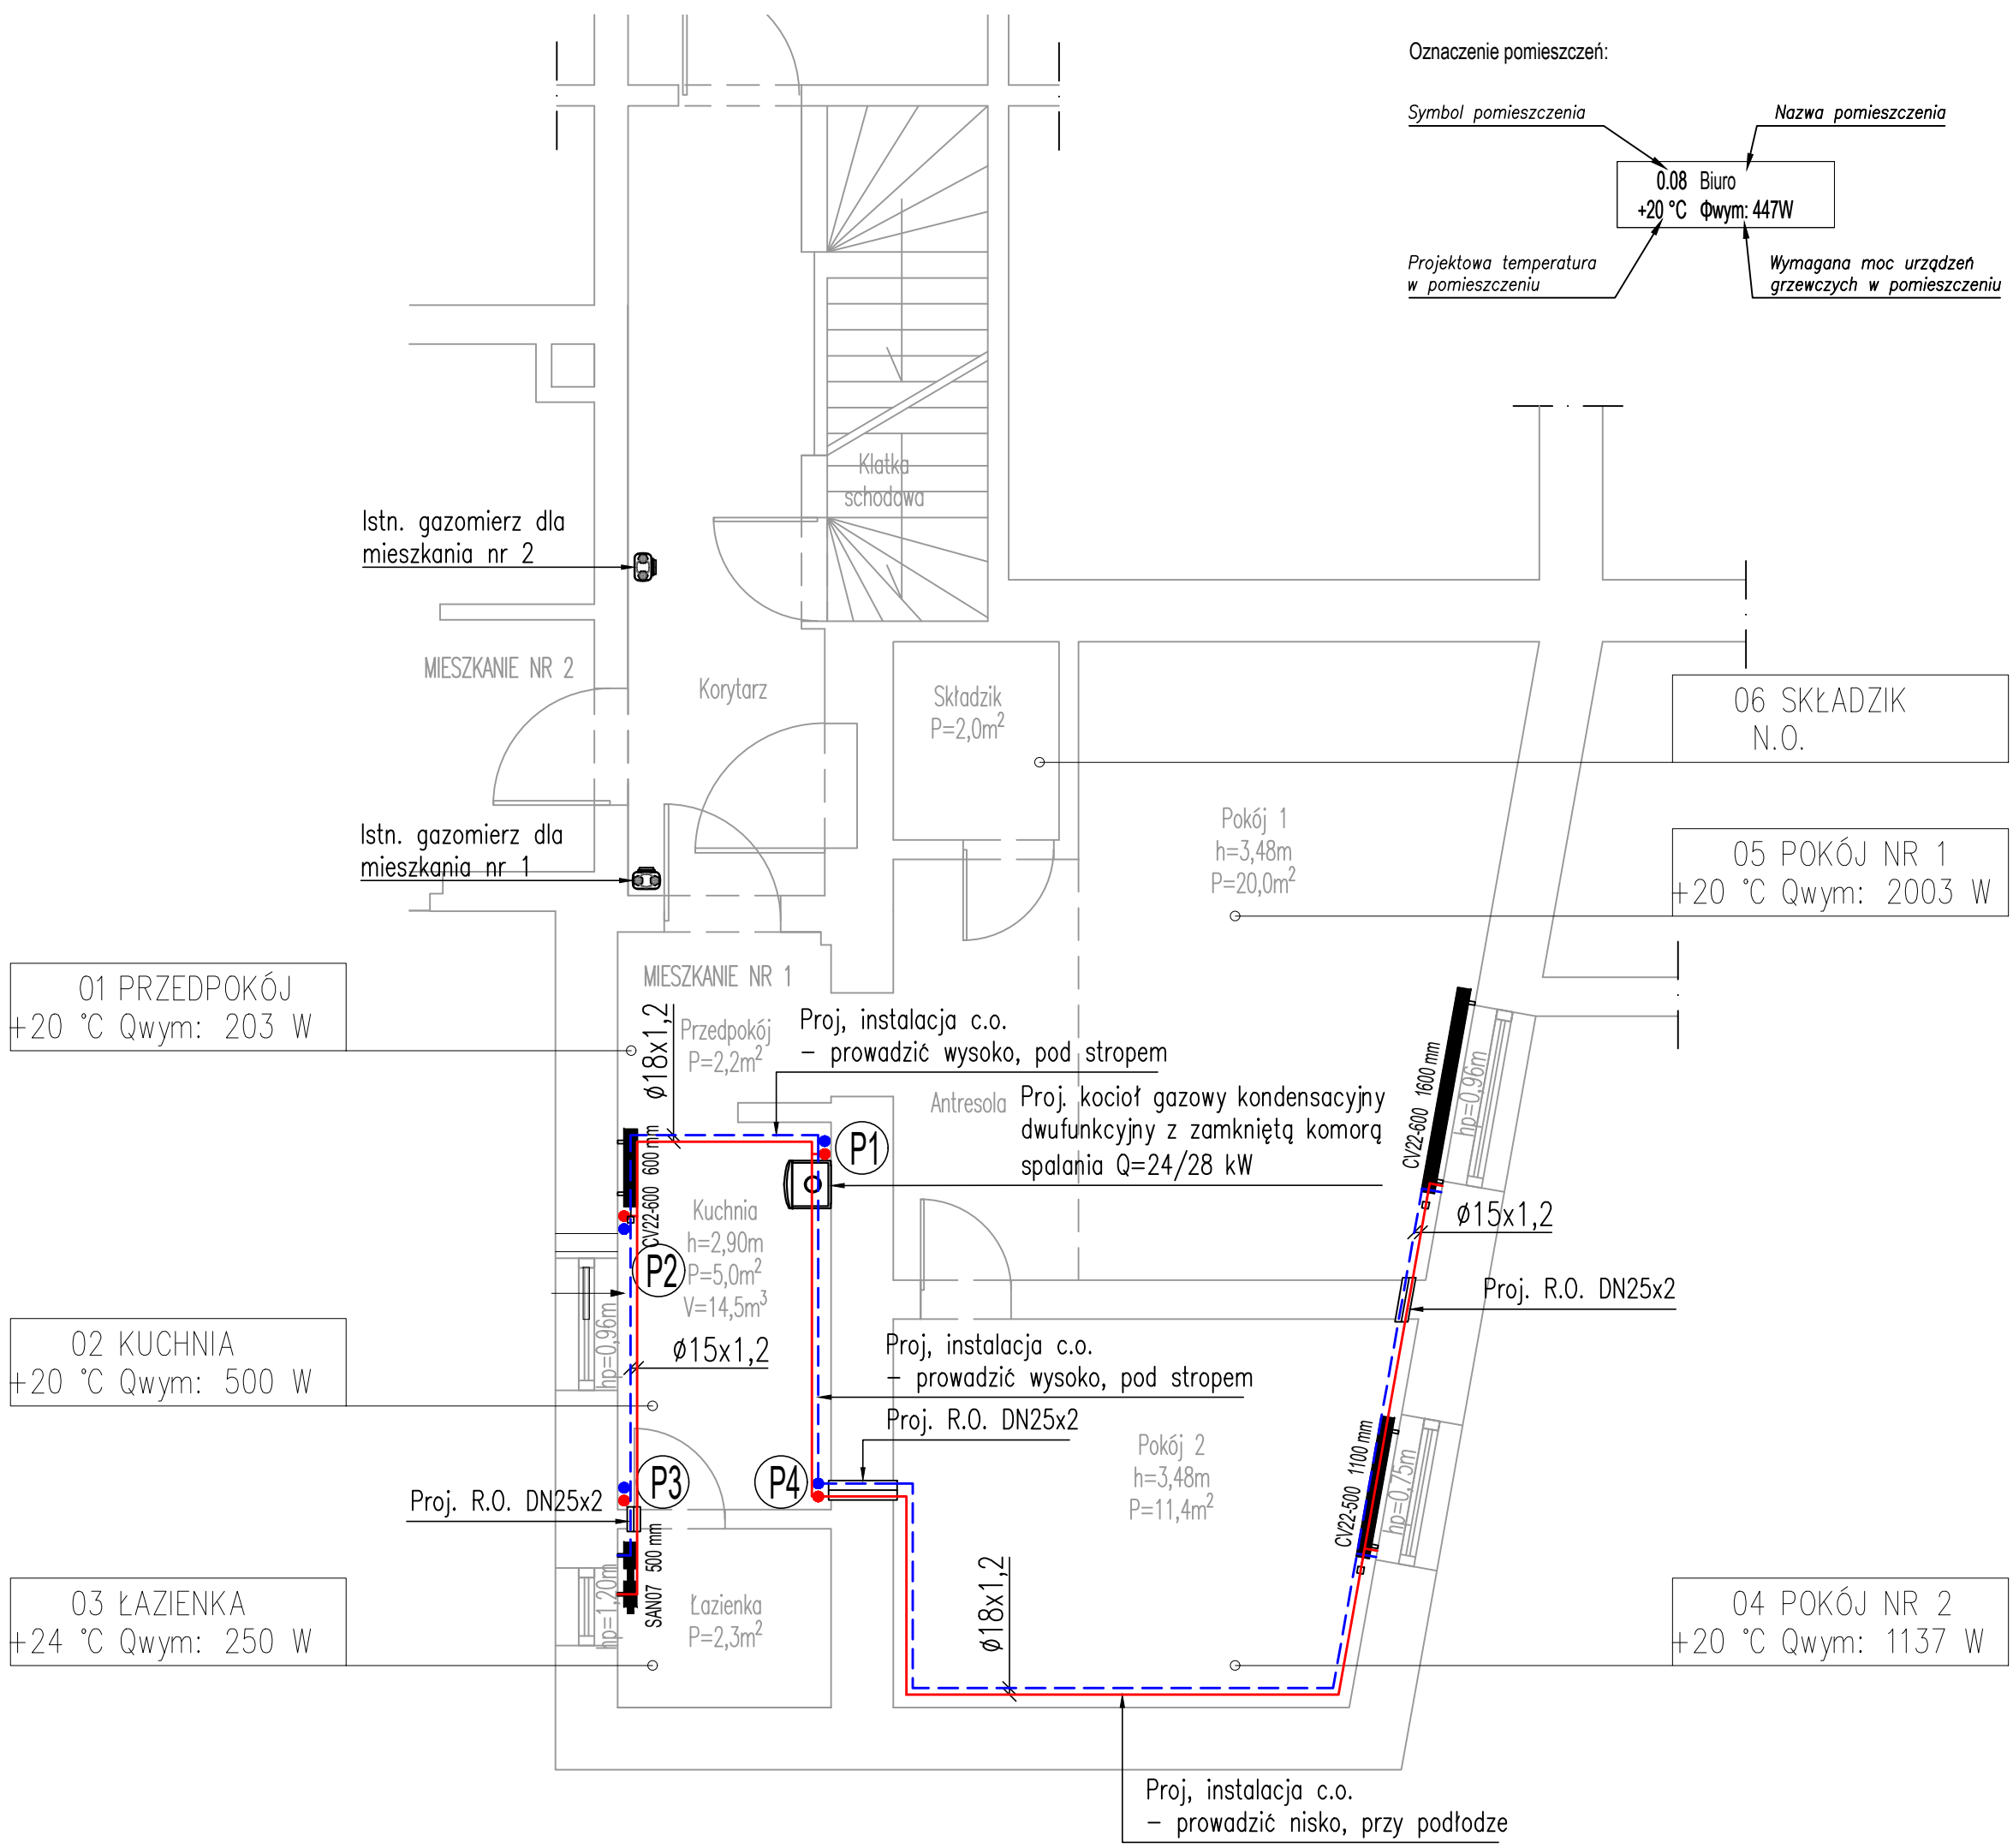 Oznaczenie pomieszczeń:
Symbol pomieszczenia
Nazwa pomieszczenia
0.08 Biuro
+20 °C Φwym: 447W
Projektowa temperatura
w pomieszczeniu
Wymagana moc urządzeń
grzewczych w pomieszczeniu
Klatka
schodowa
Istn. gazomierz dla
mieszkania nr 2
MIESZKANIE NR 2
Korytarz
Składzik
P=2,0m²
06 SKŁADZIK
N.O.
Istn. gazomierz dla
mieszkania nr 1
Pokój 1
h=3,48m
P=20,0m²
05 POKÓJ NR 1
+20 °C Qwym: 2003 W
01 PRZEDPOKÓJ
+20 °C Qwym: 203 W
MIESZKANIE NR 1
Przedpokój
P=2,2m²
ϕ18x1,2
Proj, instalacja c.o.
– prowadzić wysoko, pod stropem
Antresola
Proj. kocioł gazowy kondensacyjny
dwufunkcyjny z zamkniętą komorą
spalania Q=24/28 kW
CV22-600 1600 mm
hp=0,96m
P1
CV22-600 600 mm
Kuchnia
h=2,90m
P=5,0m²
V=14,5m³
P2
ϕ15x1,2
Proj. R.O. DN25x2
hp=0,96m
ϕ15x1,2
02 KUCHNIA
+20 °C Qwym: 500 W
Proj, instalacja c.o.
– prowadzić wysoko, pod stropem
Proj. R.O. DN25x2
Pokój 2
h=3,48m
P=11,4m²
CV22-500 1100 mm
hp=0,75m
P3
P4
Proj. R.O. DN25x2
SAN07 500 mm
hp=1,20m
03 ŁAZIENKA
+24 °C Qwym: 250 W
Łazienka
P=2,3m²
ϕ18x1,2
04 POKÓJ NR 2
+20 °C Qwym: 1137 W
Proj, instalacja c.o.
– prowadzić nisko, przy podłodze